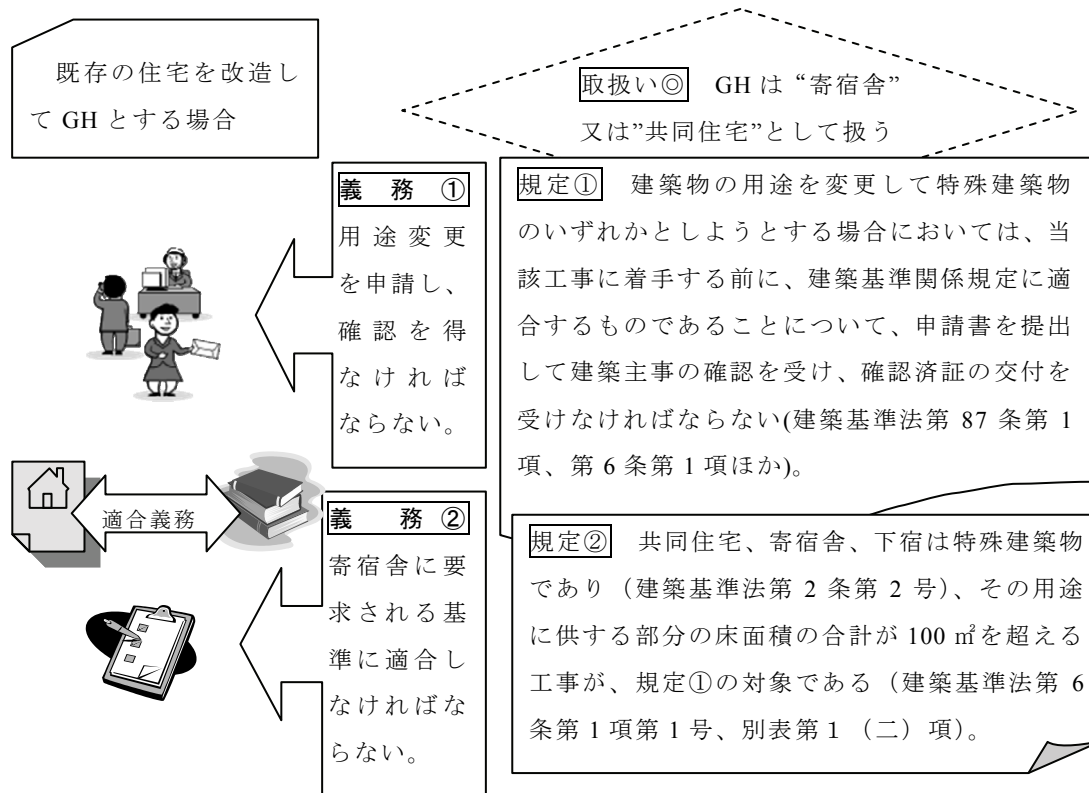 既存の住宅を改造し
て GH とする場合
取扱い◎ GH は “寄宿舎”
又は”共同住宅”として扱う
義務①
用途変更
を申請し、
確認を得
なければ
ならない。
規定① 建築物の用途を変更して特殊建築物
のいずれかとしようとする場合においては、当
該工事に着手する前に、建築基準関係規定に適
合するものであることについて、申請書を提出
して建築主事の確認を受け、確認済証の交付を
受けなければならない(建築基準法第 87 条第 1
項、第 6 条第 1 項ほか)。
適合義務
義務②
寄宿舎に要
求される基
準に適合し
なければな
らない。
規定② 共同住宅、寄宿舎、下宿は特殊建築物
であり（建築基準法第 2 条第 2 号）、その用途
に供する部分の床面積の合計が 100 ㎡を超える
工事が、規定①の対象である（建築基準法第 6
条第 1 項第 1 号、別表第１（二）項）。